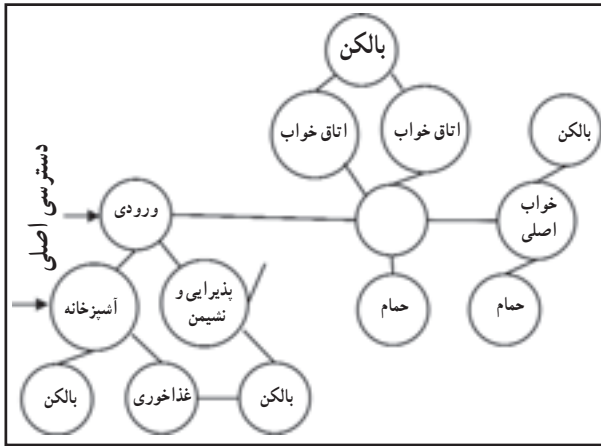 بالکن
اتاق خواب
اتاق خواب
بالکن
دسترسی اصلی
ورودی
خواب
اصلی
آشپزخانه
پذیرایی و
نشیمن
حمام
حمام
بالکن
غذاخوری
بالکن